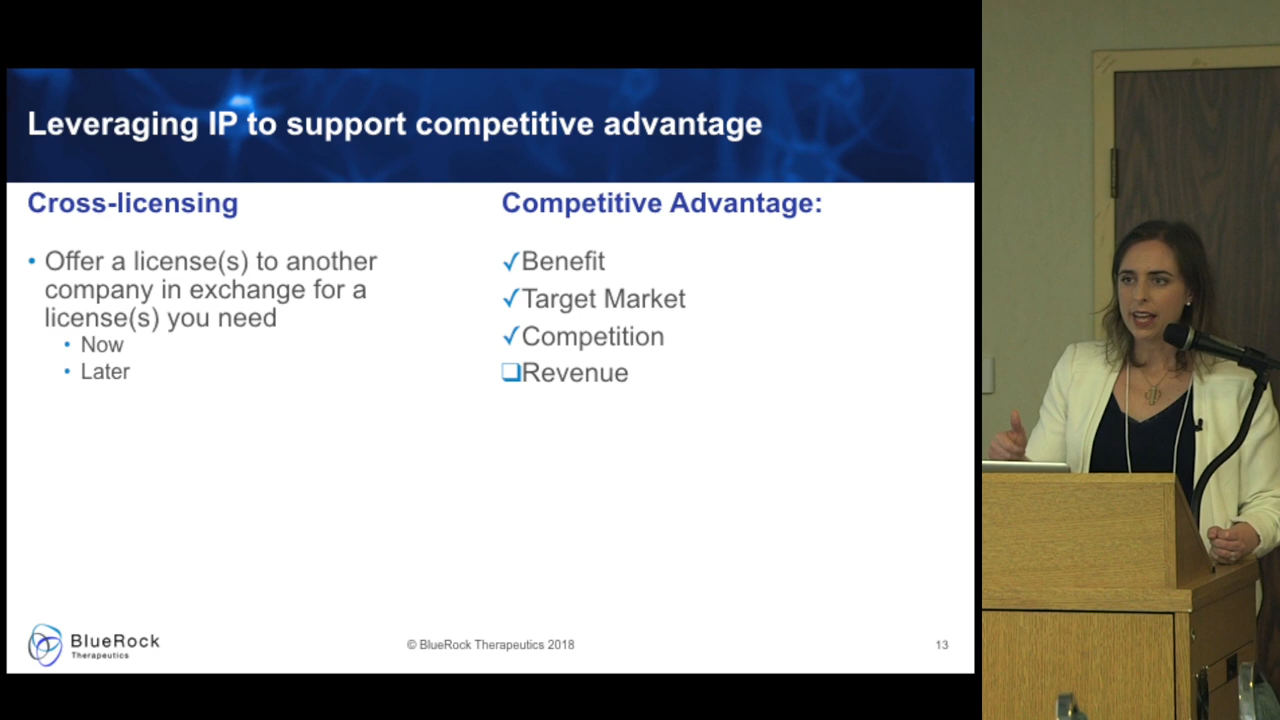 Leveraging IP to support competitive advantage
Cross-licensing
• Offer a license(s) to another
company in exchange for a
license(s) you need
• Now
• Later
Competitive Advantage:
✓Benefit
✓Target Market
✓Competition
❑Revenue
BlueRock
Therapeutics
© BlueRock Therapeutics 2018
13